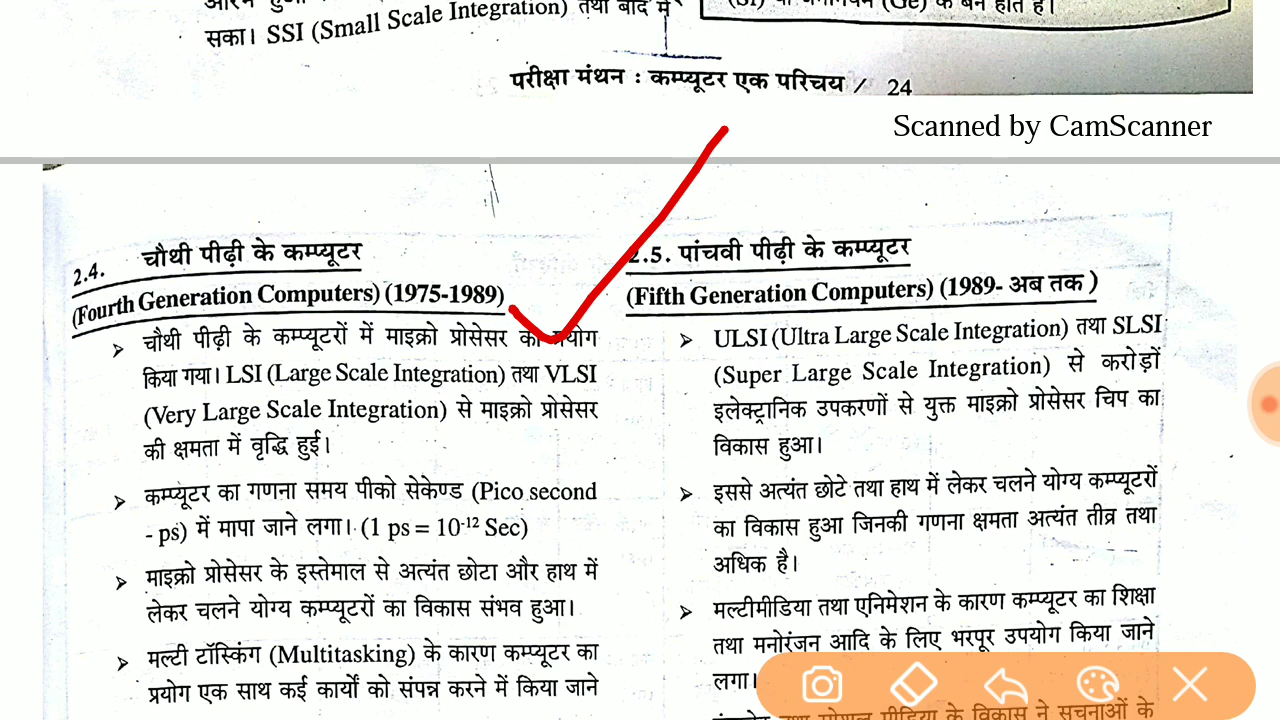 सका। SSI (Small Scale Integration) तथा बाद में
परीक्षा मंथन : कम्प्यूटर एक परिचय / 24
Scanned by CamScanner
2.4. चौथी पीढ़ी के कम्प्यूटर
(Fourth Generation Computers) (1975-1989)
➢ चौथी पीढ़ी के कम्प्यूटरों में माइक्रो प्रोसेसर का प्रयोग
किया गया। LSI (Large Scale Integration) तथा VLSI
(Very Large Scale Integration) से माइक्रो प्रोसेसर
की क्षमता में वृद्धि हुई।
➢ कम्प्यूटर का गणना समय पीको सेकेण्ड (Pico second
- ps) में मापा जाने लगा। (1 ps = 10⁻¹² Sec)
➢ माइक्रो प्रोसेसर के इस्तेमाल से अत्यंत छोटा और हाथ में
लेकर चलने योग्य कम्प्यूटरों का विकास संभव हुआ।
➢ मल्टी टॉस्किंग (Multitasking) के कारण कम्प्यूटर का
प्रयोग एक साथ कई कार्यों को संपन्न करने में किया जाने
2.5. पांचवी पीढ़ी के कम्प्यूटर
(Fifth Generation Computers) (1989- अब तक )
➢ ULSI (Ultra Large Scale Integration) तथा SLSI
(Super Large Scale Integration) से करोड़ों
इलेक्ट्रानिक उपकरणों से युक्त माइक्रो प्रोसेसर चिप का
विकास हुआ।
➢ इससे अत्यंत छोटे तथा हाथ में लेकर चलने योग्य कम्प्यूटरों
का विकास हुआ जिनकी गणना क्षमता अत्यंत तीव्र तथा
अधिक है।
➢ मल्टीमीडिया तथा एनिमेशन के कारण कम्प्यूटर का शिक्षा
तथा मनोरंजन आदि के लिए भरपूर उपयोग किया जाने
लगा।
के विकास ने सूचनाओं के